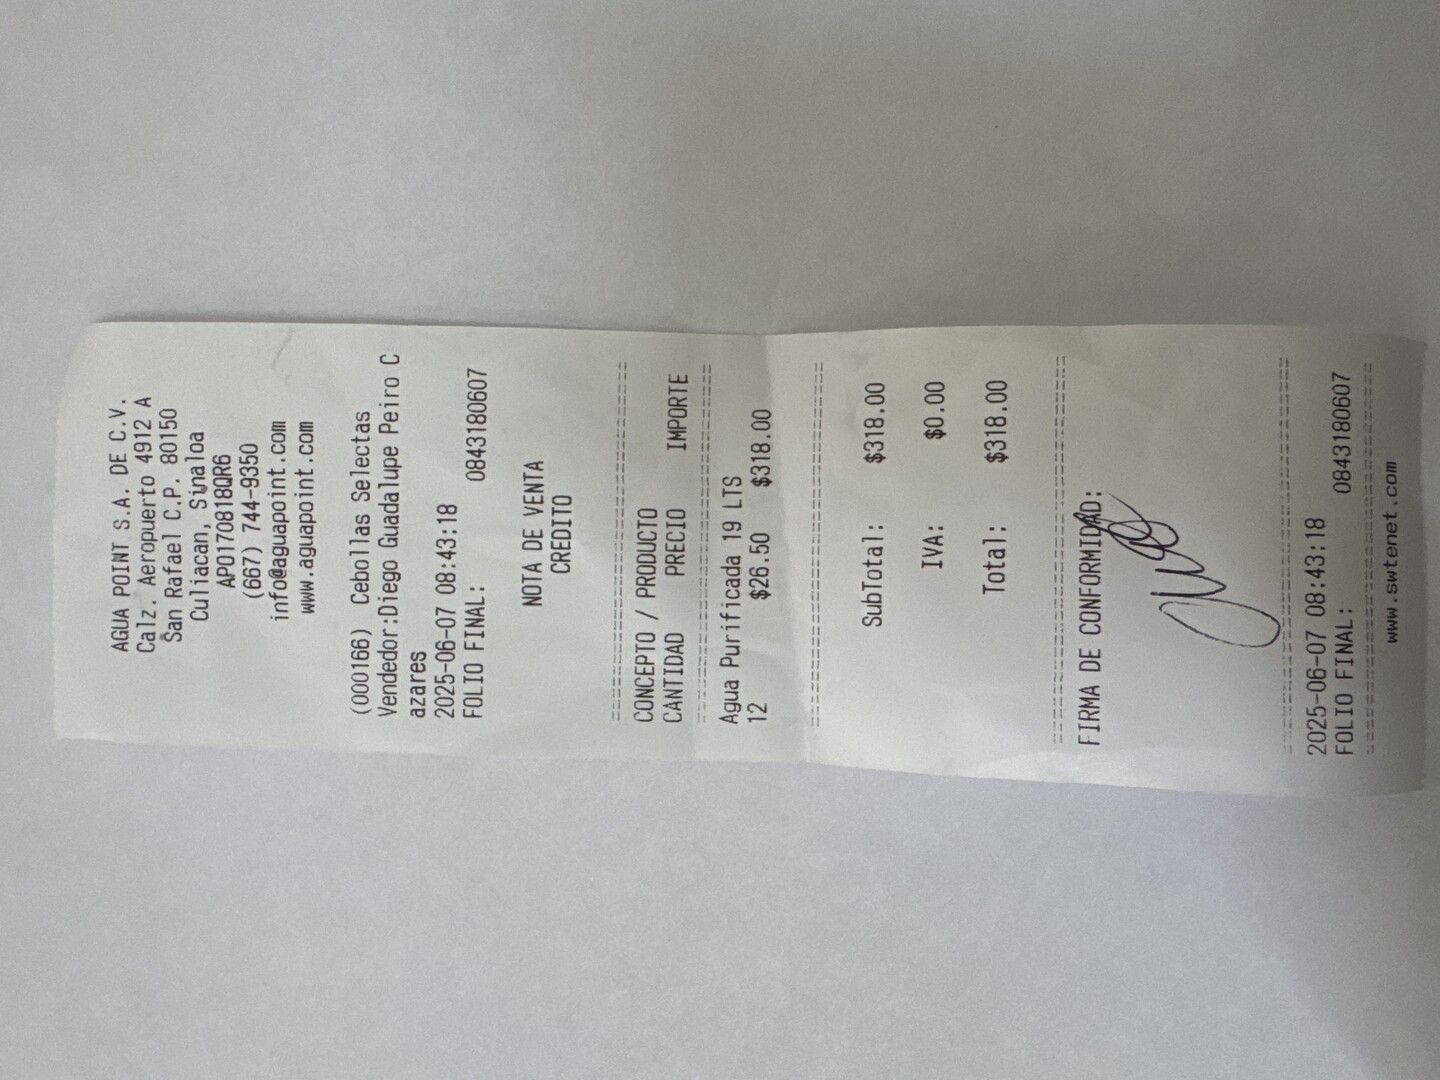 AGUA POINT S.A. DE C.V.
Calz. Aeropuerto 4912 A
San Rafael C.P. 80150
Culiacan, Sinaloa
APO170818QR6
(667) 744-9350
info@aguapoint.com
www.aguapoint.com
(000166) Cebollas Selectas
Vendedor:Diego Guadalupe Peiro C
azares
2025-06-07 08:43:18
FOLIO FINAL: 0843180607
NOTA DE VENTA
CREDITO
CONCEPTO / PRODUCTO
CANTIDAD PRECIO IMPORTE
Agua Purificada 19 LTS
12 $26.50 $318.00
SubTotal: $318.00
IVA: $0.00
Total: $318.00
FIRMA DE CONFORMIDAD:
2025-06-07 08:43:18
FOLIO FINAL: 0843180607
www.swtenet.com